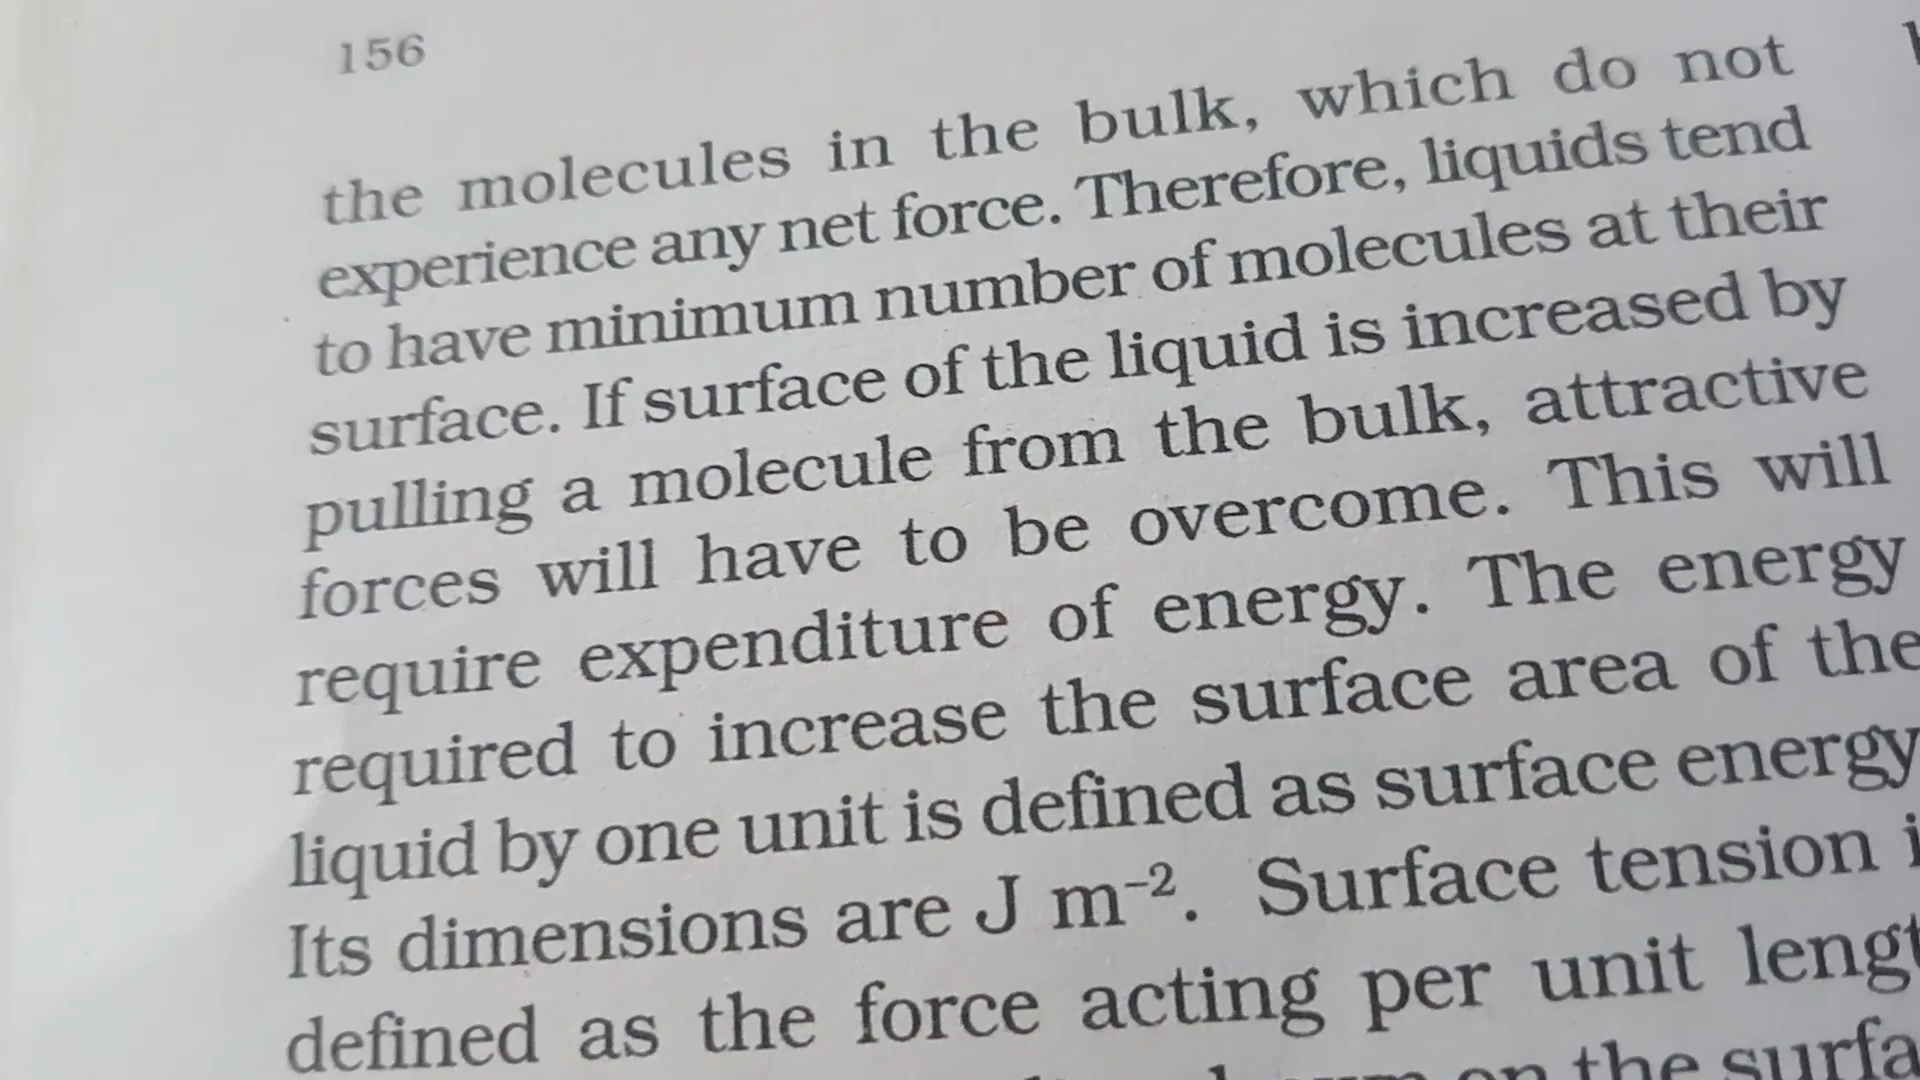 156
the molecules in the bulk, which do not
experience any net force. Therefore, liquids tend
to have minimum number of molecules at their
surface. If surface of the liquid is increased by
pulling a molecule from the bulk, attractive
forces will have to be overcome. This will
require expenditure of energy. The energy
required to increase the surface area of the
liquid by one unit is defined as surface energy
Its dimensions are J m⁻². Surface tension
defined as the force acting per unit
on the